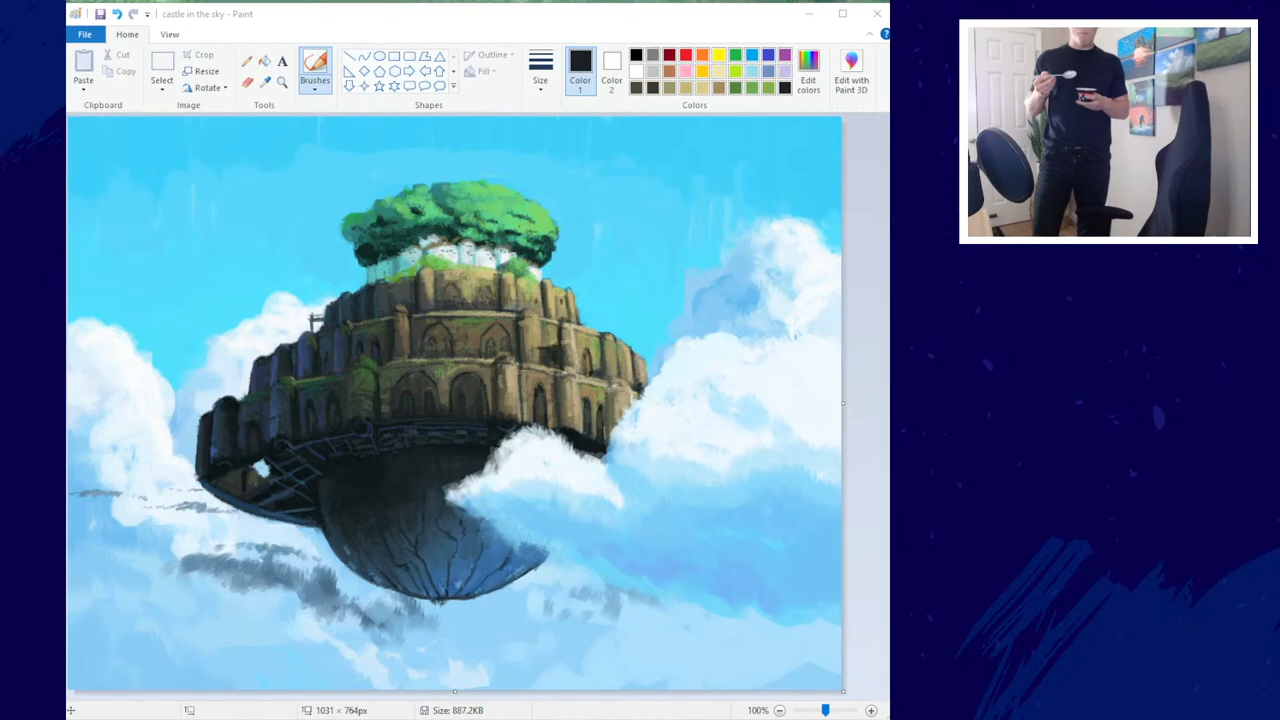 castle in the sky - Paint
File Home View
Paste
Cut
Copy
Clipboard
Select
Crop
Resize
Rotate
Image
Tools
Brushes
Outline
Fill
Shapes
Size
Color 1
Color 2
Colors
Edit colors
Edit with Paint 3D
1031 × 764px
Size: 887.2KB
100%